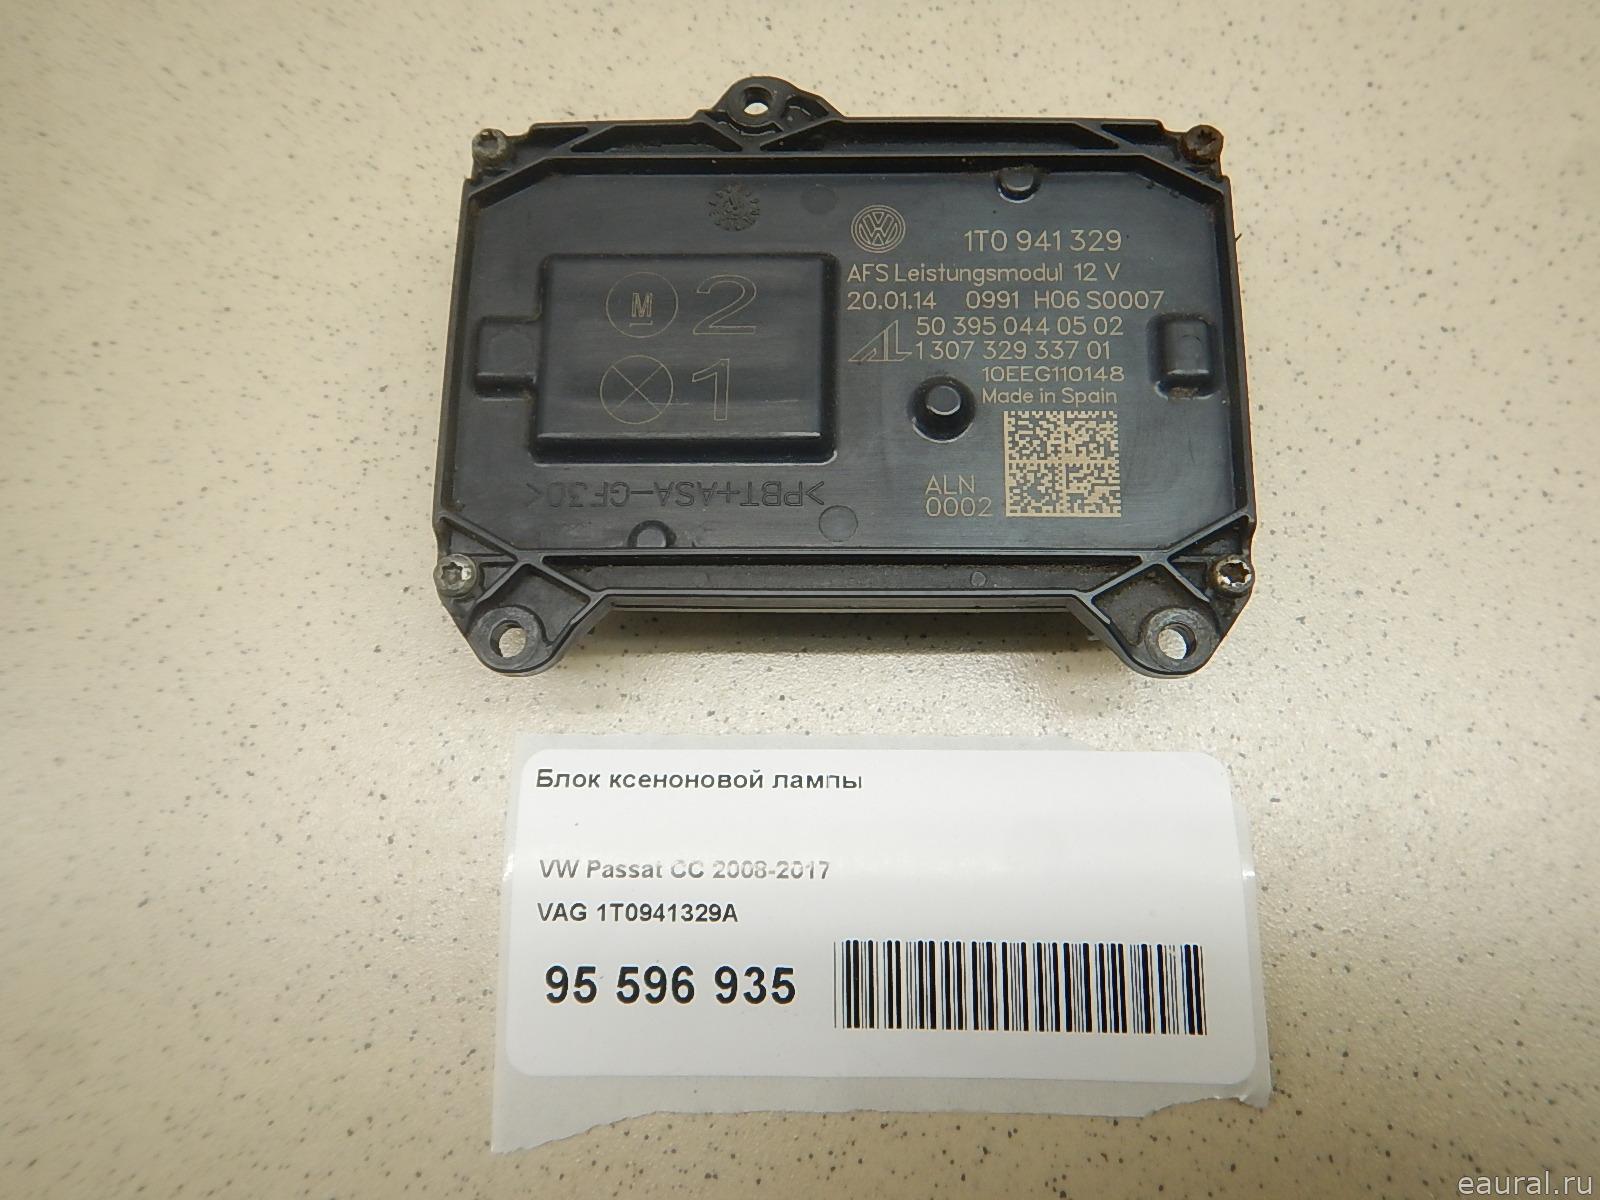 1T0 941 329
AFS Leistungsmodul 12 V
20.01.14 0991 H06 S0007
50 395 044 05 02
AL 1 307 329 337 01
10EEG110148
Made in Spain
M 2
1
ALN
0002
>PBT+ASA-GF30<
Блок ксеноновой лампы
VW Passat CC 2008-2017
VAG 1T0941329A
95 596 935
eaural.ru